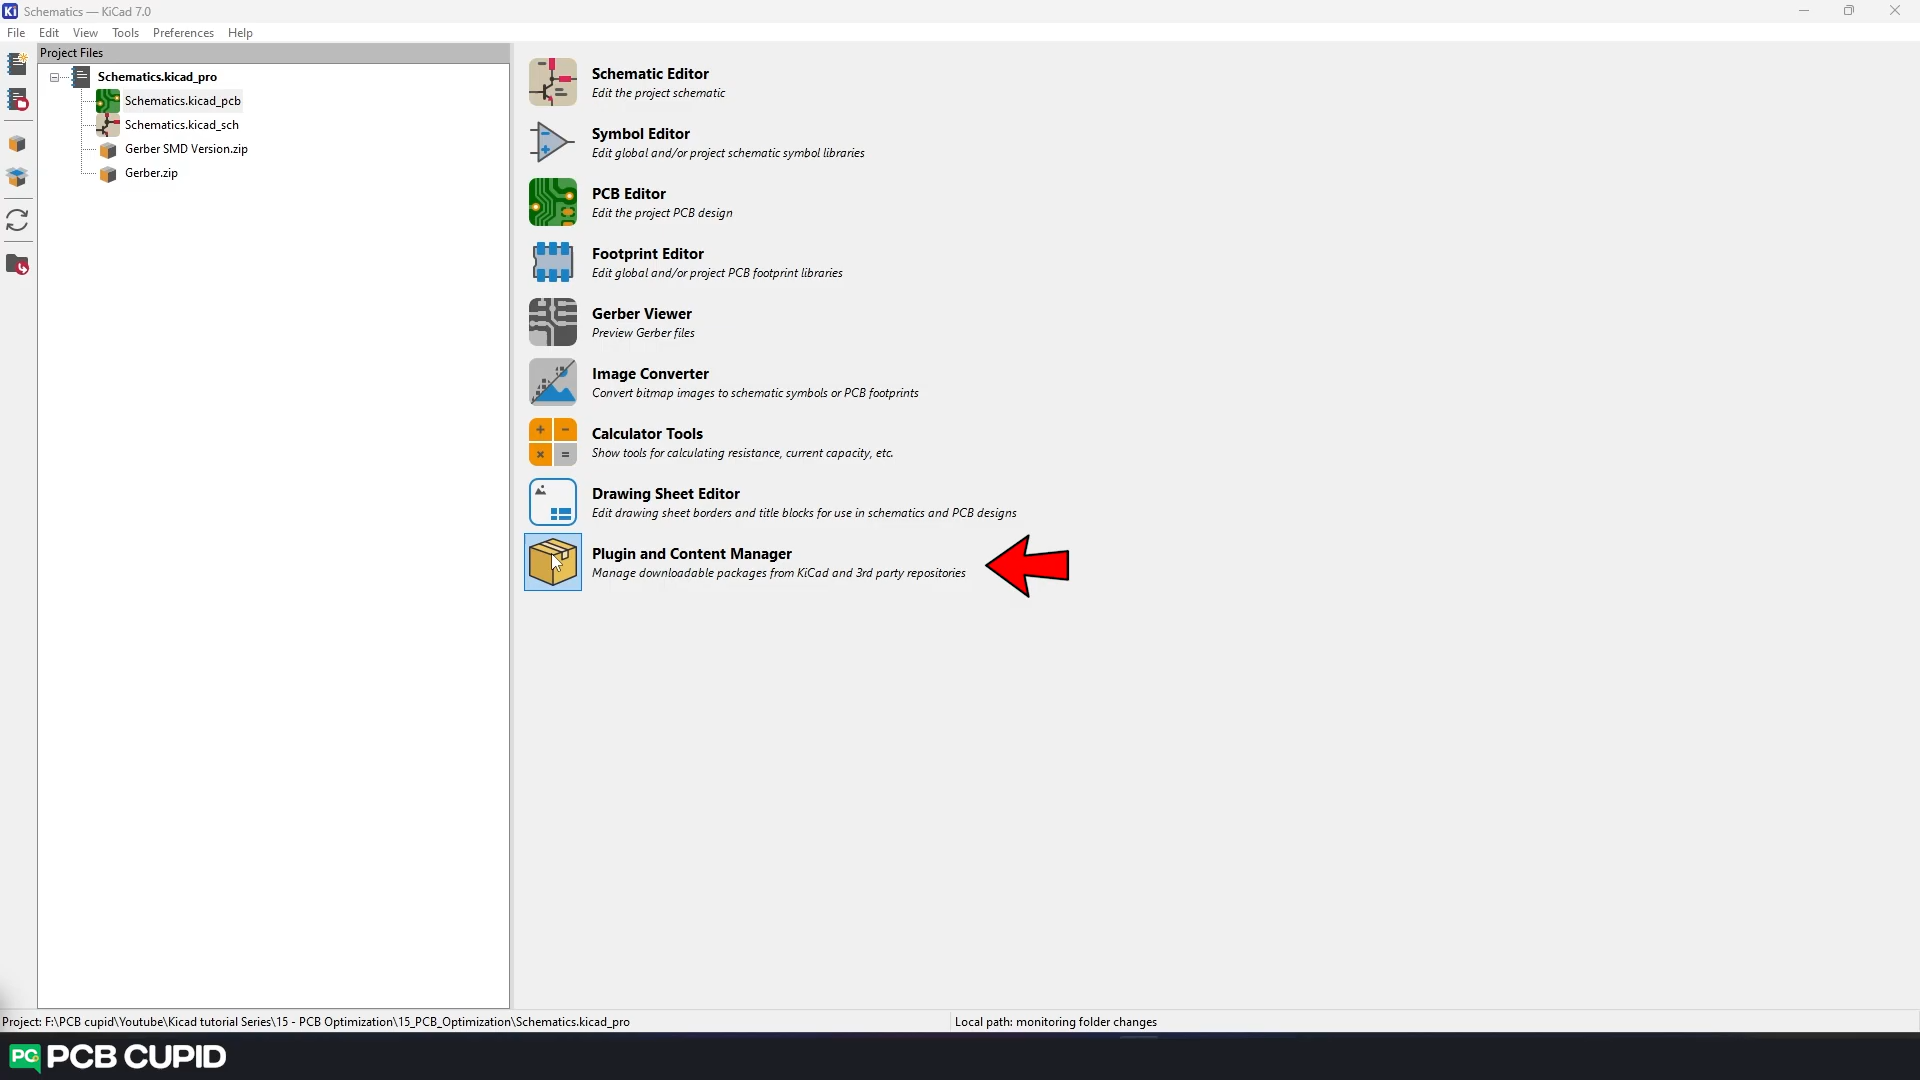 Ki Schematics — KiCad 7.0
File Edit View Tools Preferences Help
Project Files
Schematics.kicad_pro
Schematics.kicad_pcb
Schematics.kicad_sch
Gerber SMD Version.zip
Gerber.zip
Schematic Editor
Edit the project schematic
Symbol Editor
Edit global and/or project schematic symbol libraries
PCB Editor
Edit the project PCB design
Footprint Editor
Edit global and/or project PCB footprint libraries
Gerber Viewer
Preview Gerber files
Image Converter
Convert bitmap images to schematic symbols or PCB footprints
Calculator Tools
Show tools for calculating resistance, current capacity, etc.
Drawing Sheet Editor
Edit drawing sheet borders and title blocks for use in schematics and PCB designs
Plugin and Content Manager
Manage downloadable packages from KiCad and 3rd party repositories
Project: F:\PCB cupid\Youtube\Kicad tutorial Series\15 - PCB Optimization\15_PCB_Optimization\Schematics.kicad_pro
Local path: monitoring folder changes
PC PCB CUPID